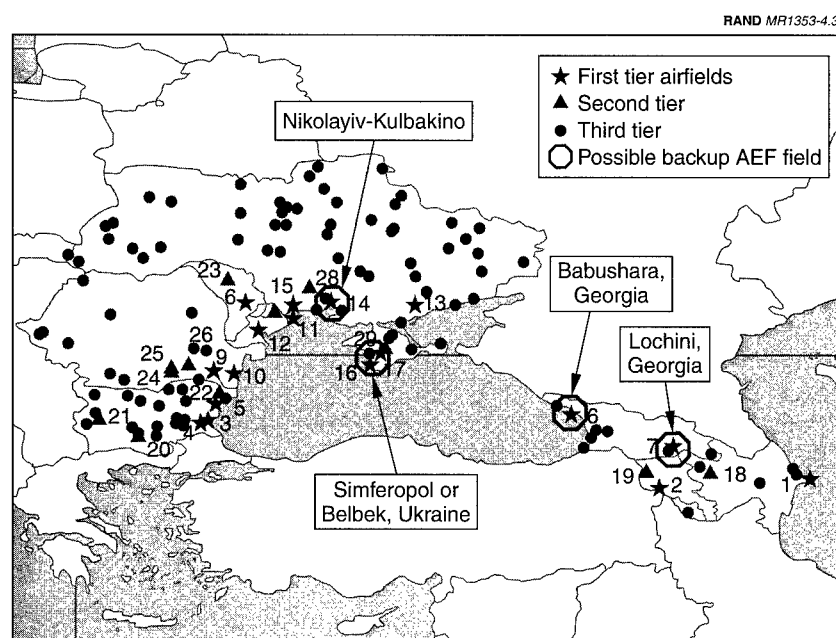 RAND MR1353-4.3
First tier airfields
Second tier
Third tier
Possible backup AEF field
Nikolayiv-Kulbakino
23
6
15
28
14
13
11
12
Babushara,
Georgia
Lochini,
Georgia
29
16
17
26
25
24
9
10
22
5
21
4
3
20
6
7
19
2
18
1
Simferopol or
Belbek, Ukraine